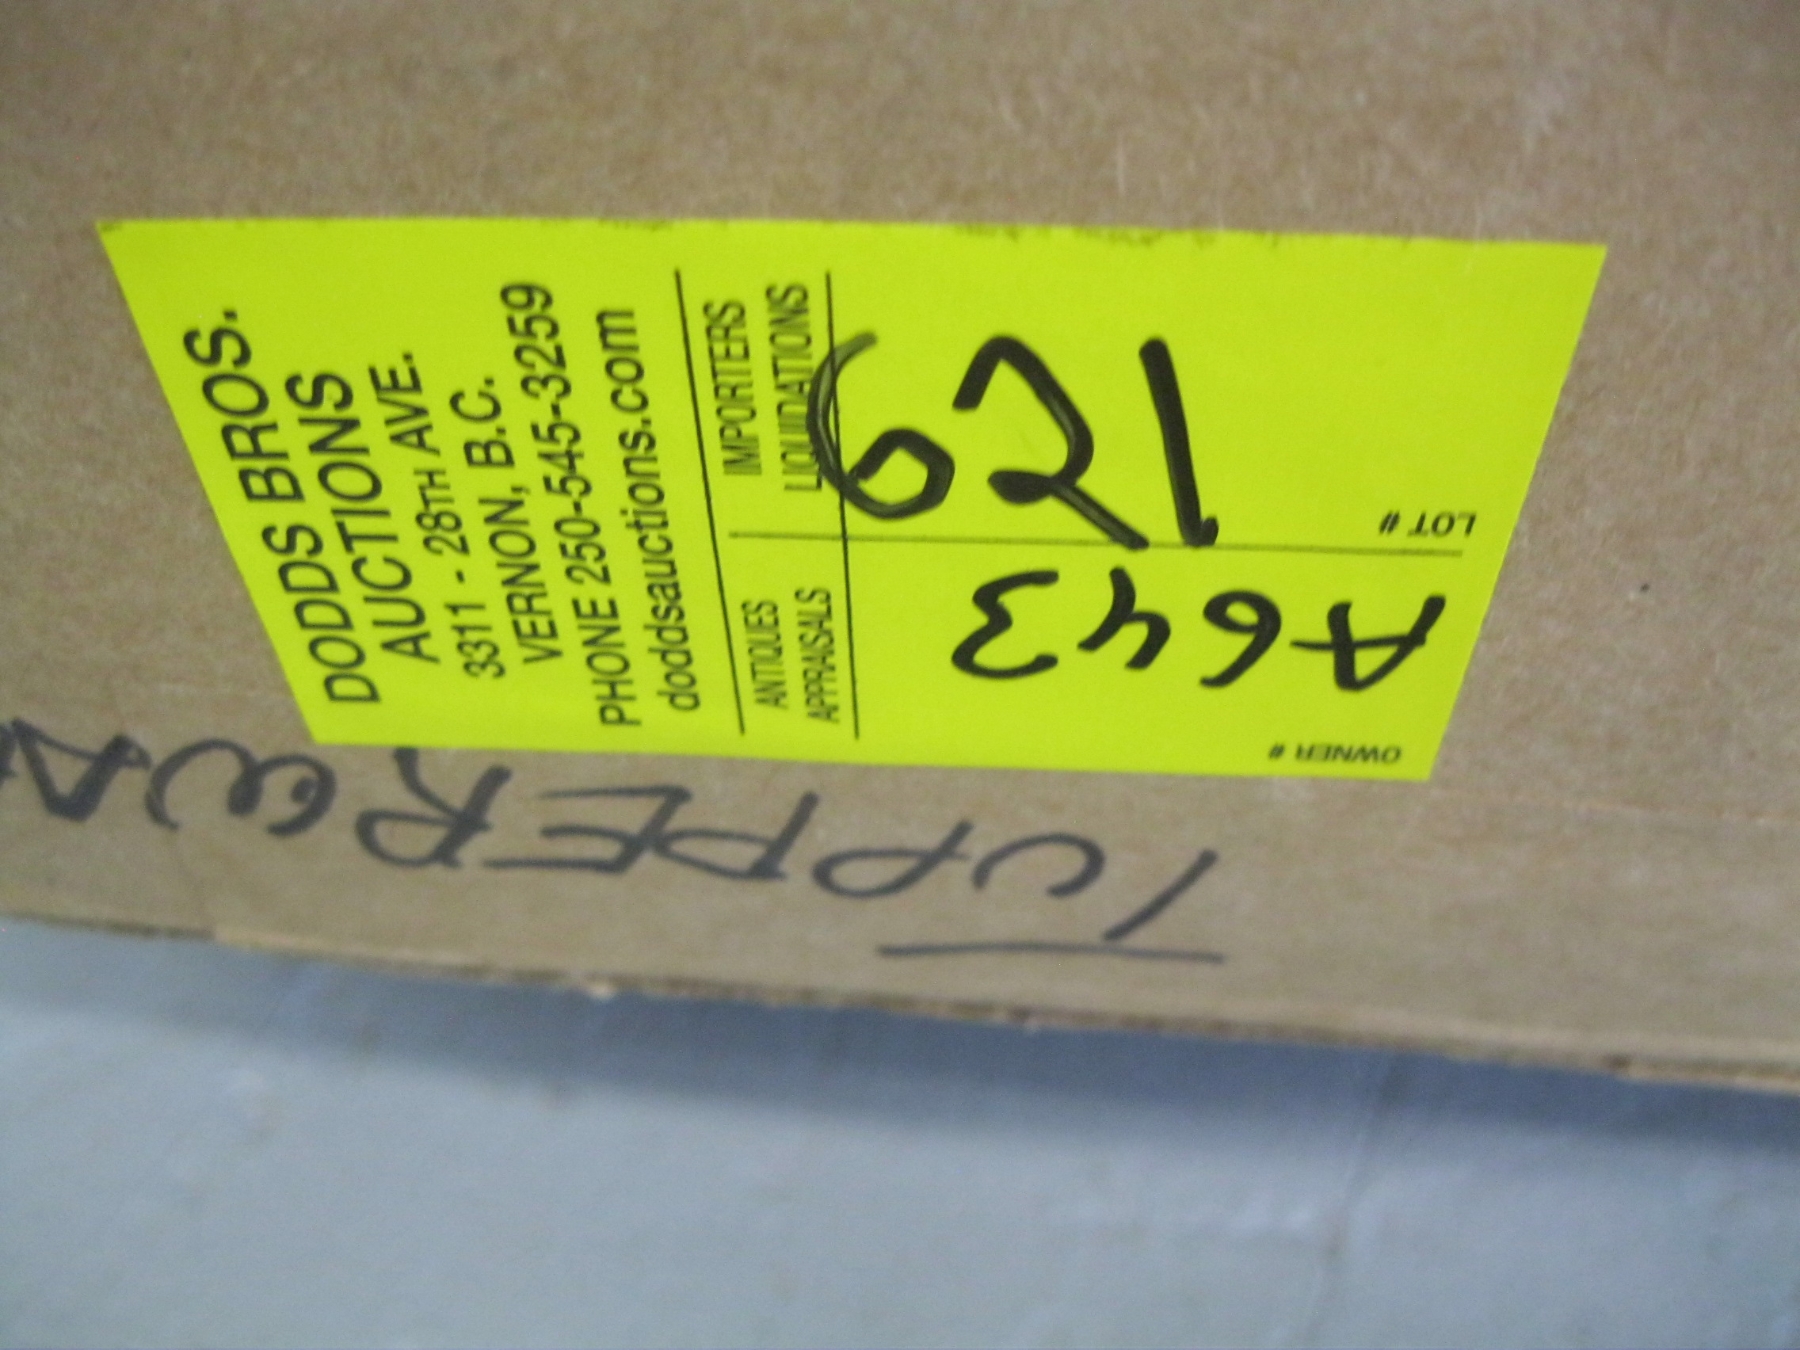 DODDS BROS.
AUCTIONS
3311 - 28TH AVE.
VERNON, B.C.
PHONE 250-545-3259
doddsauctions.com
ANTIQUES IMPORTERS
APPRAISALS LIQUIDATIONS
OWNER #
A643
LOT #
129
TUPPERWA